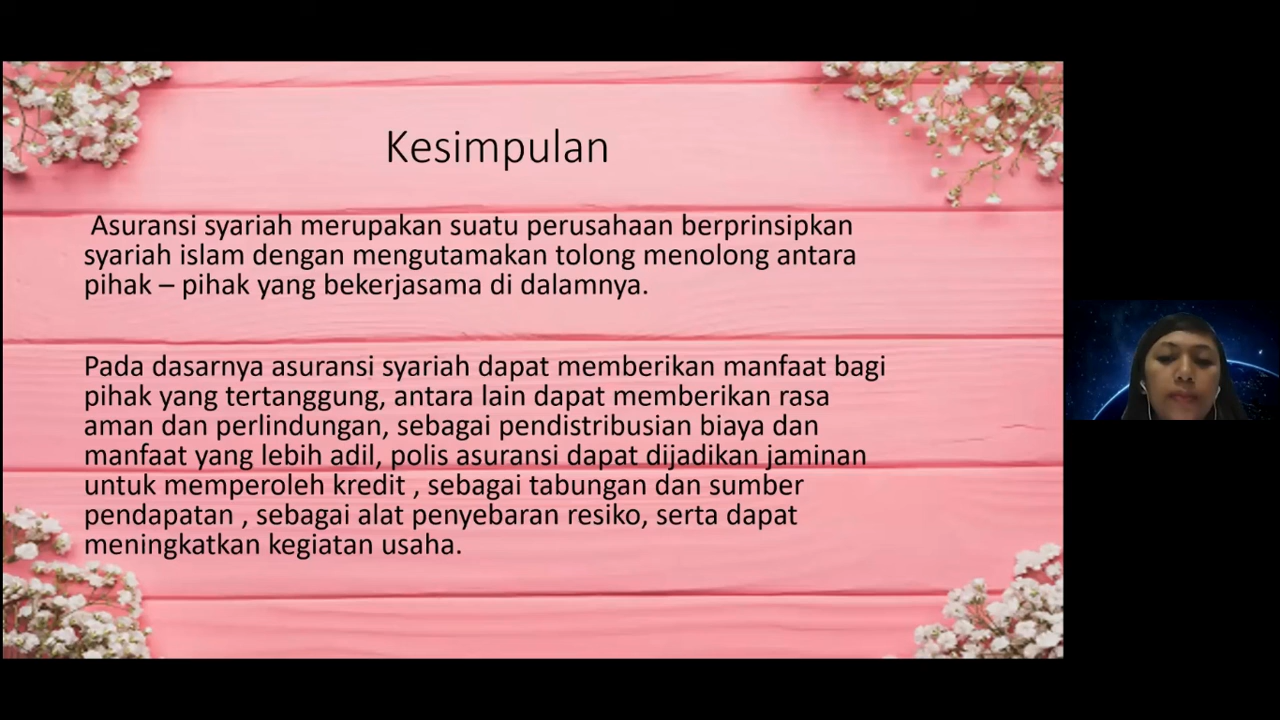 Kesimpulan
Asuransi syariah merupakan suatu perusahaan berprinsipkan
syariah islam dengan mengutamakan tolong menolong antara
pihak – pihak yang bekerjasama di dalamnya.
Pada dasarnya asuransi syariah dapat memberikan manfaat bagi
pihak yang tertanggung, antara lain dapat memberikan rasa
aman dan perlindungan, sebagai pendistribusian biaya dan
manfaat yang lebih adil, polis asuransi dapat dijadikan jaminan
untuk memperoleh kredit , sebagai tabungan dan sumber
pendapatan , sebagai alat penyebaran resiko, serta dapat
meningkatkan kegiatan usaha.